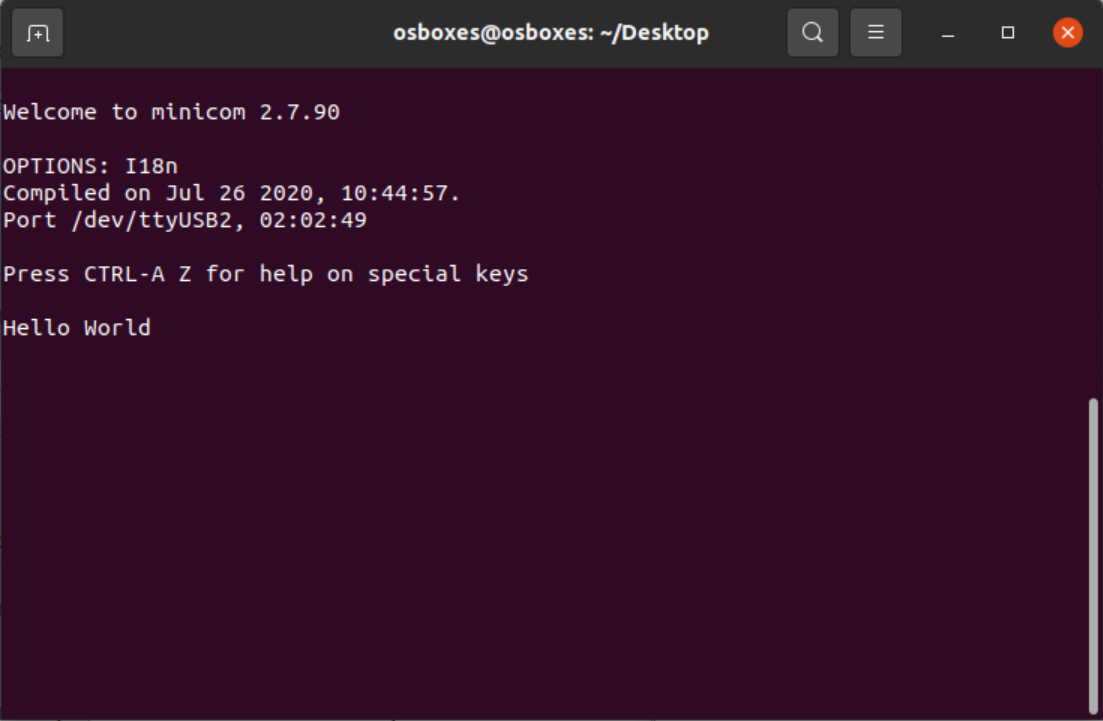 osboxes@osboxes: ~/Desktop
Welcome to minicom 2.7.90
OPTIONS: I18n
Compiled on Jul 26 2020, 10:44:57.
Port /dev/ttyUSB2, 02:02:49
Press CTRL-A Z for help on special keys
Hello World